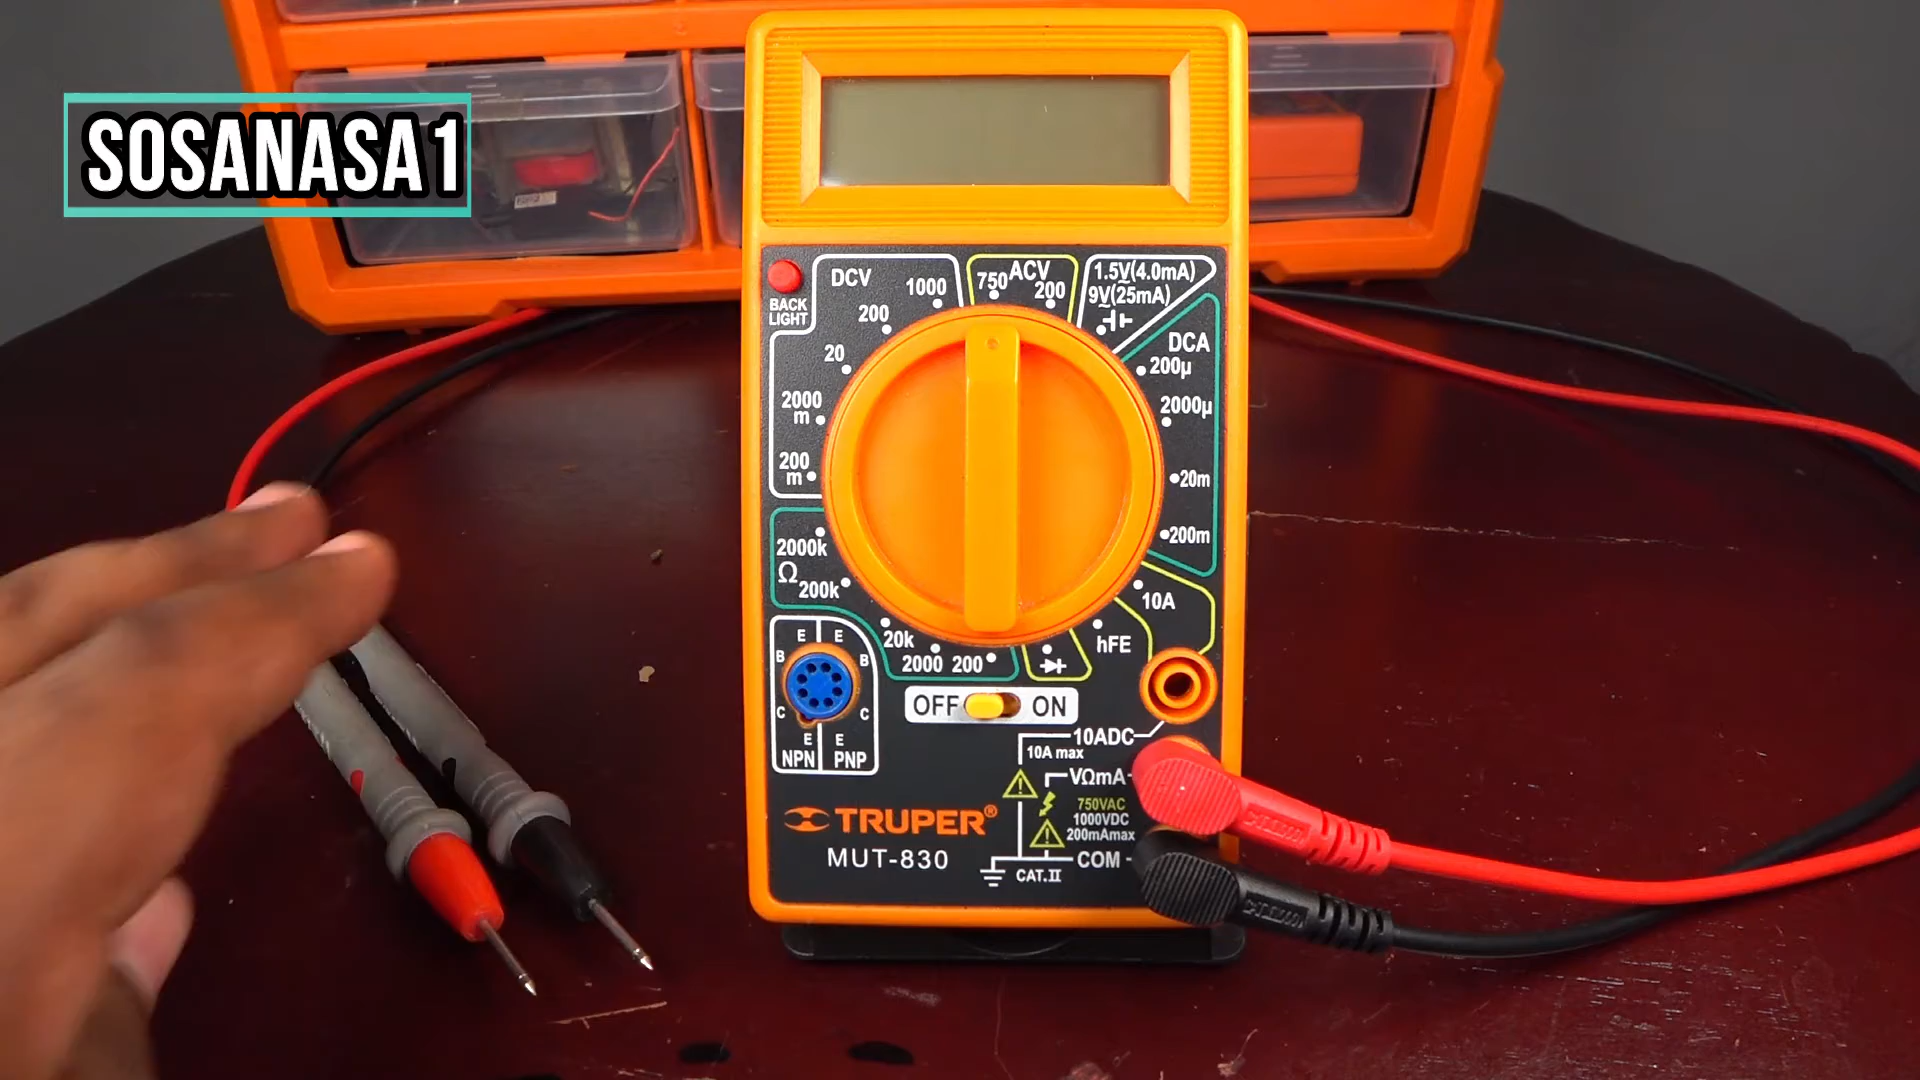 SOSANASA 1
BACK
LIGHT
DCV
1000
200
20
2000
m
200
m
ACV
750
200
1.5V(4.0mA)
9V(25mA)
DCA
200µ
2000µ
20m
200m
10A
hFE
2000k
Ω
200k
20k
2000
200
E E
B B
C C
E E
NPN PNP
OFF ON
10ADC
10A max
VΩmA
750VAC
1000VDC
200mAmax
COM
CAT.II
TRUPER®
MUT-830